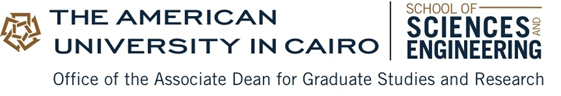 THE AMERICAN
UNIVERSITY IN CAIRO
SCHOOL OF
SCIENCES AND
ENGINEERING
Office of the Associate Dean for Graduate Studies and Research